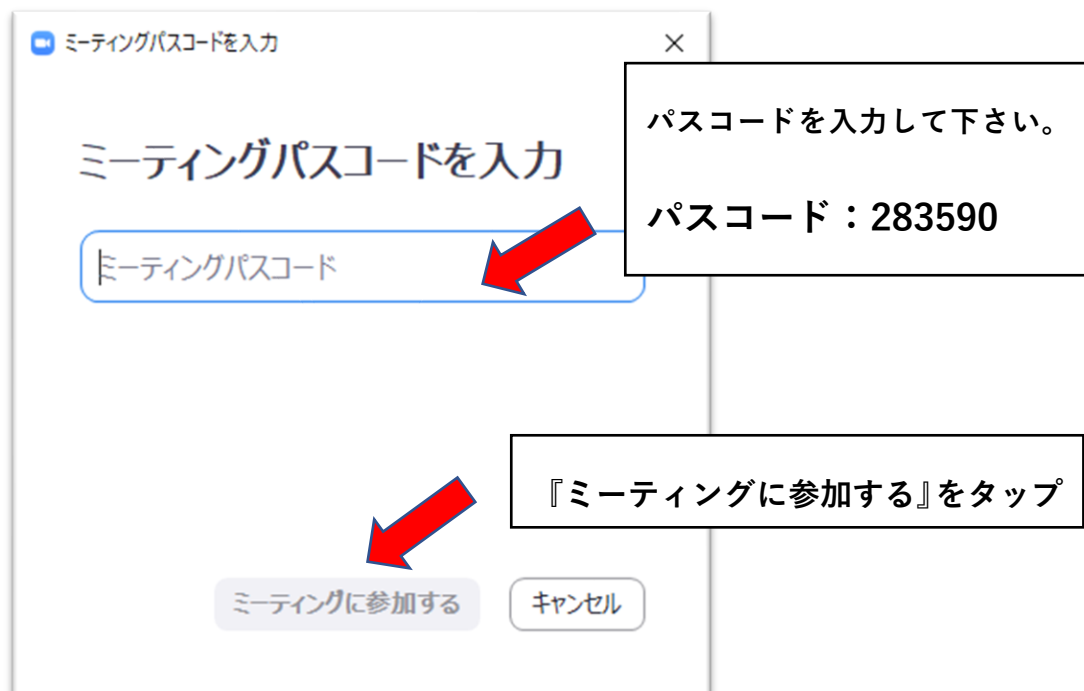 ミーティングパスコードを入力
パスコードを入力して下さい。
ミーティングパスコードを入力
パスコード：283590
ミーティングパスコード
『ミーティングに参加する』をタップ
ミーティングに参加する
キャンセル